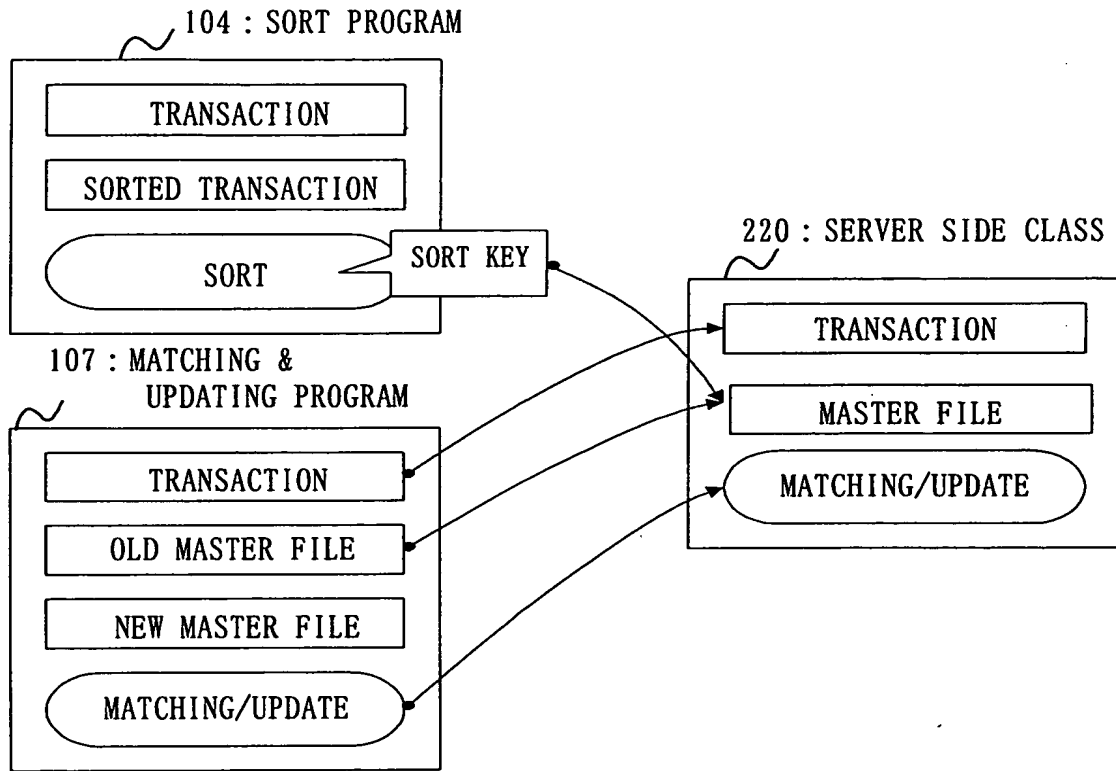 104 : SORT PROGRAM
TRANSACTION
SORTED TRANSACTION
SORT
SORT KEY
107 : MATCHING &
UPDATING PROGRAM
TRANSACTION
OLD MASTER FILE
NEW MASTER FILE
MATCHING/UPDATE
220 : SERVER SIDE CLASS
TRANSACTION
MASTER FILE
MATCHING/UPDATE